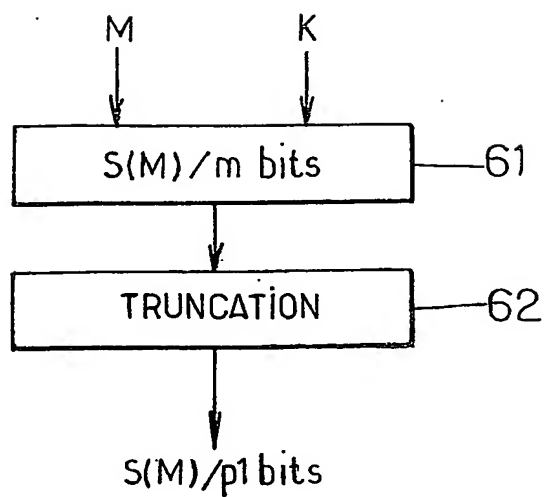 M K
S(M)/m bits 61
TRUNCATION 62
S(M)/p1 bits